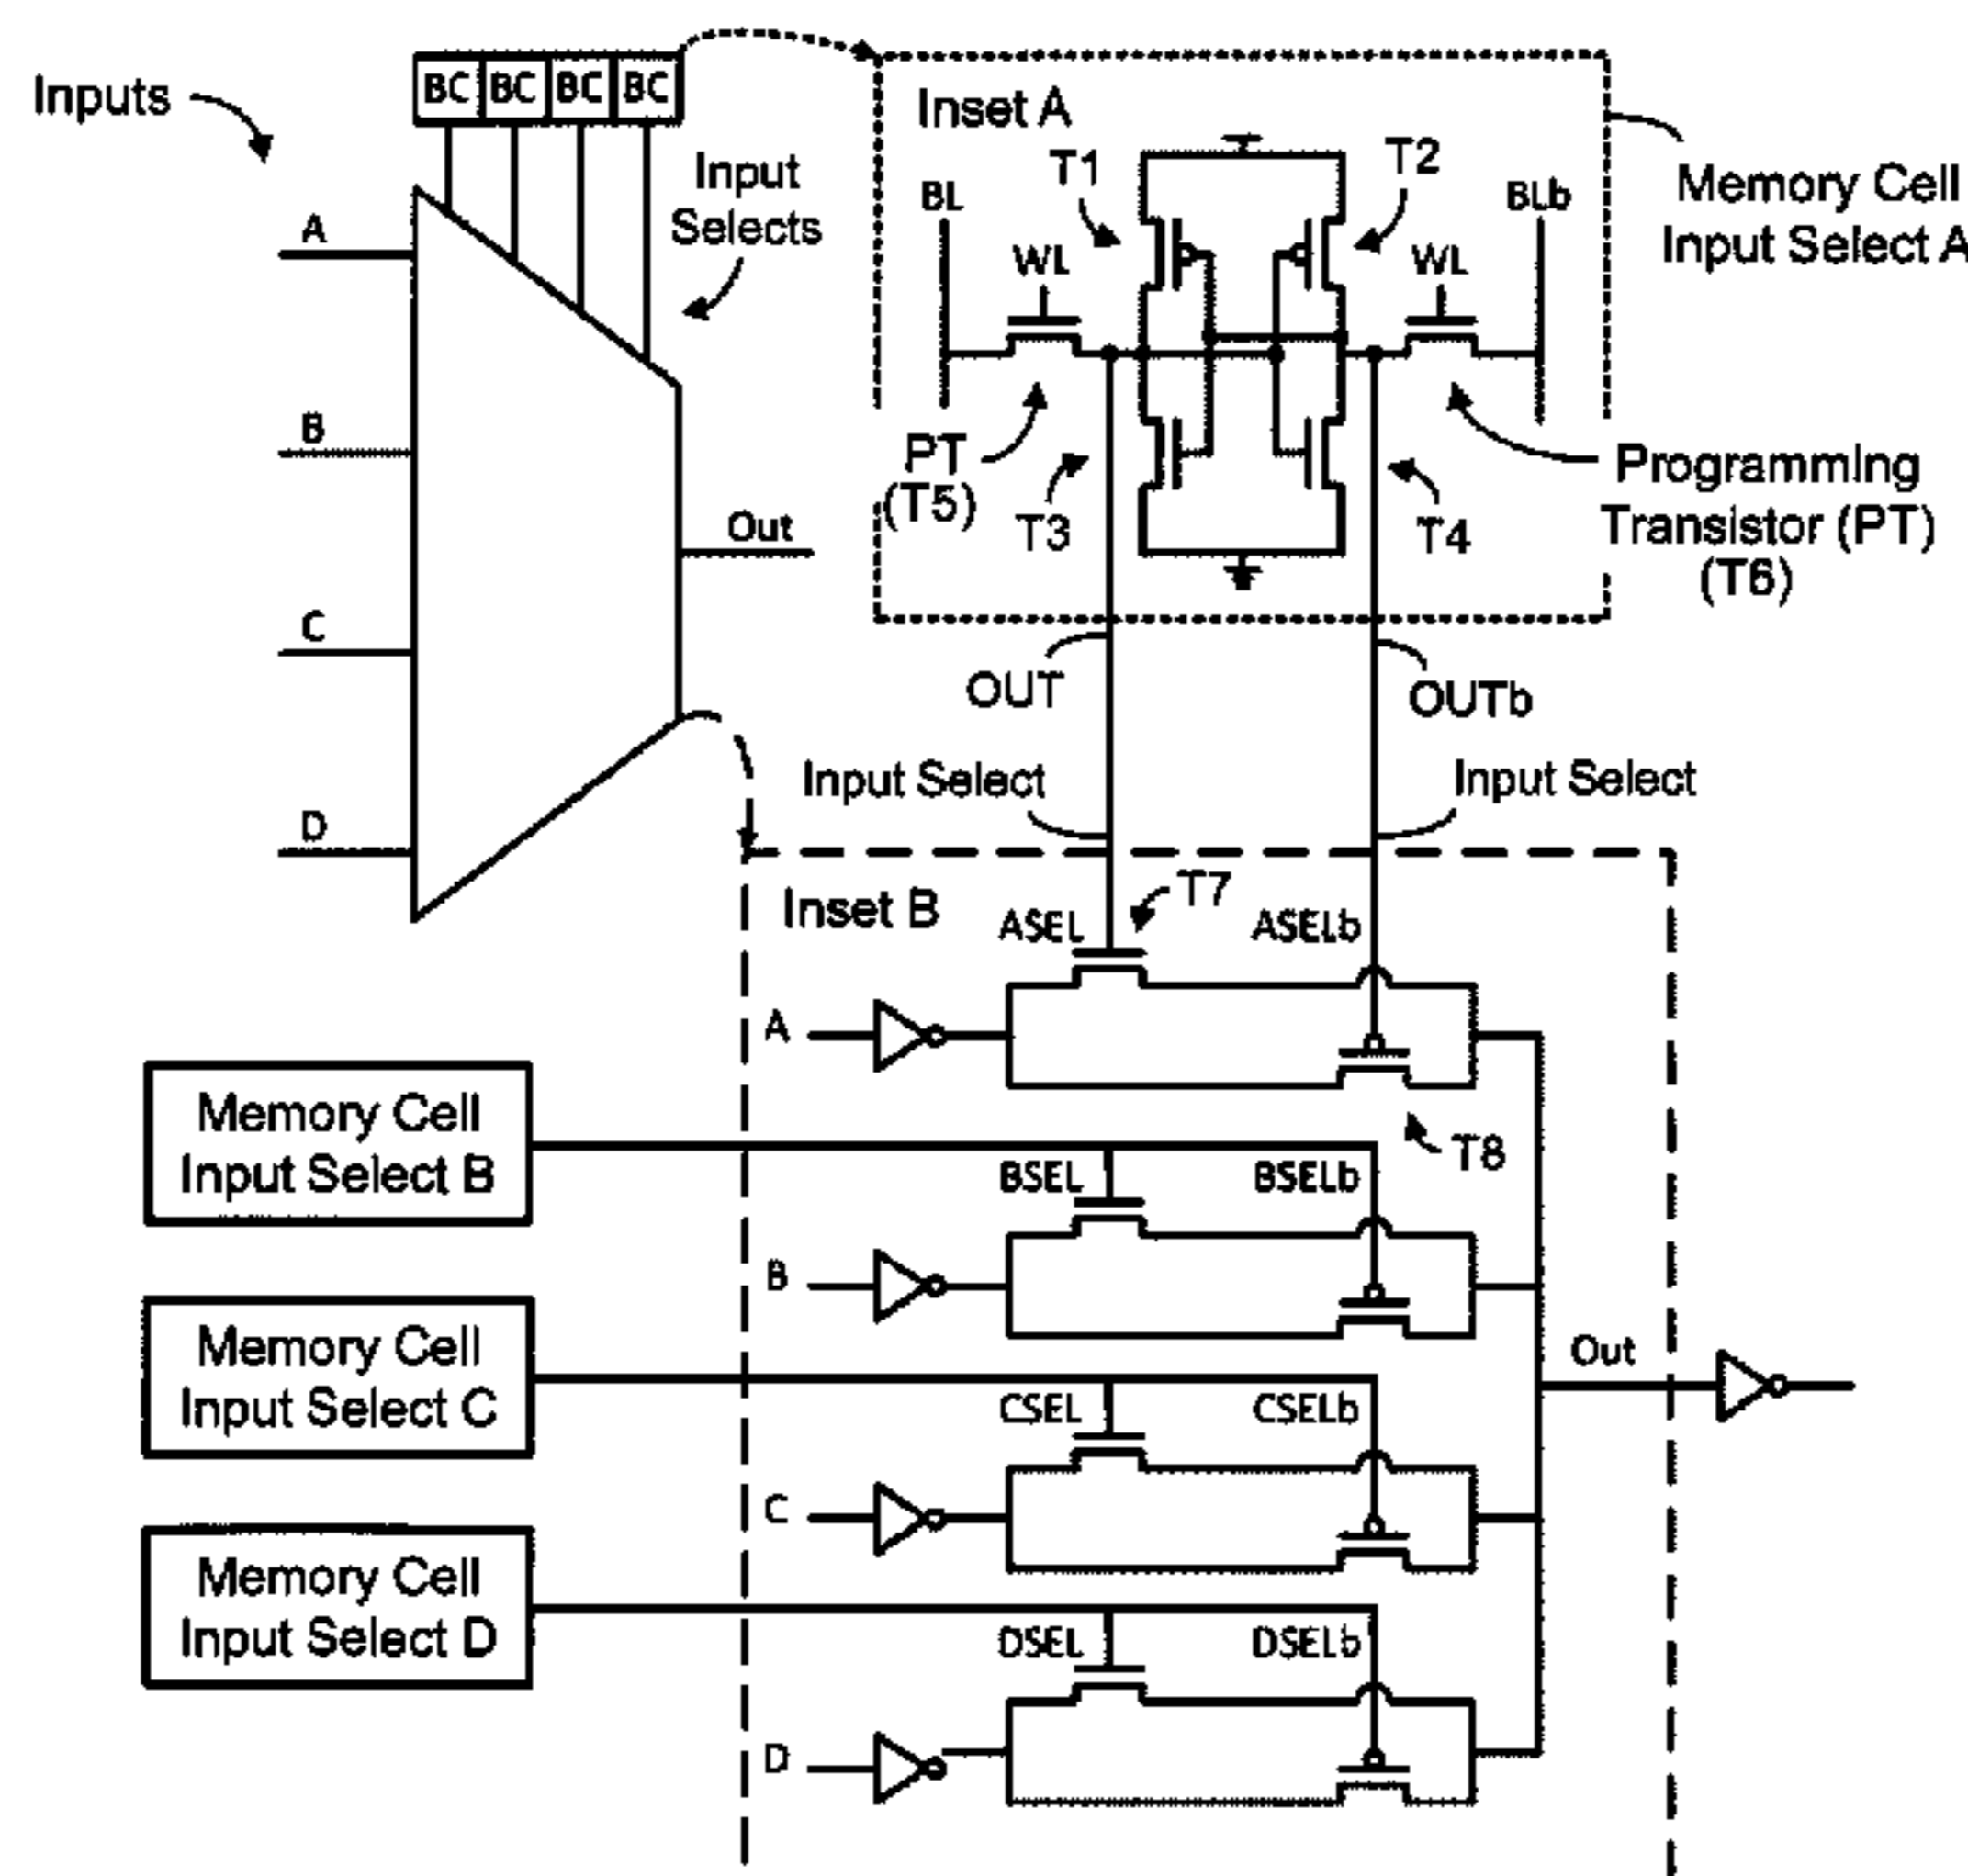 Inputs
BC BC BC BC
Input
Selects
A
B
C
D
Out
Inset A
T1
T2
BL
WL
WL
BLb
Memory Cell
Input Select A
PT
(T5)
T3
T4
Programming
Transistor (PT)
(T6)
OUT
OUTb
Input Select
Input Select
Inset B
T7
ASEL
ASELb
A
T8
Memory Cell
Input Select B
BSEL
BSELb
B
Memory Cell
Input Select C
CSEL
CSELb
Out
C
Memory Cell
Input Select D
DSEL
DSELb
D